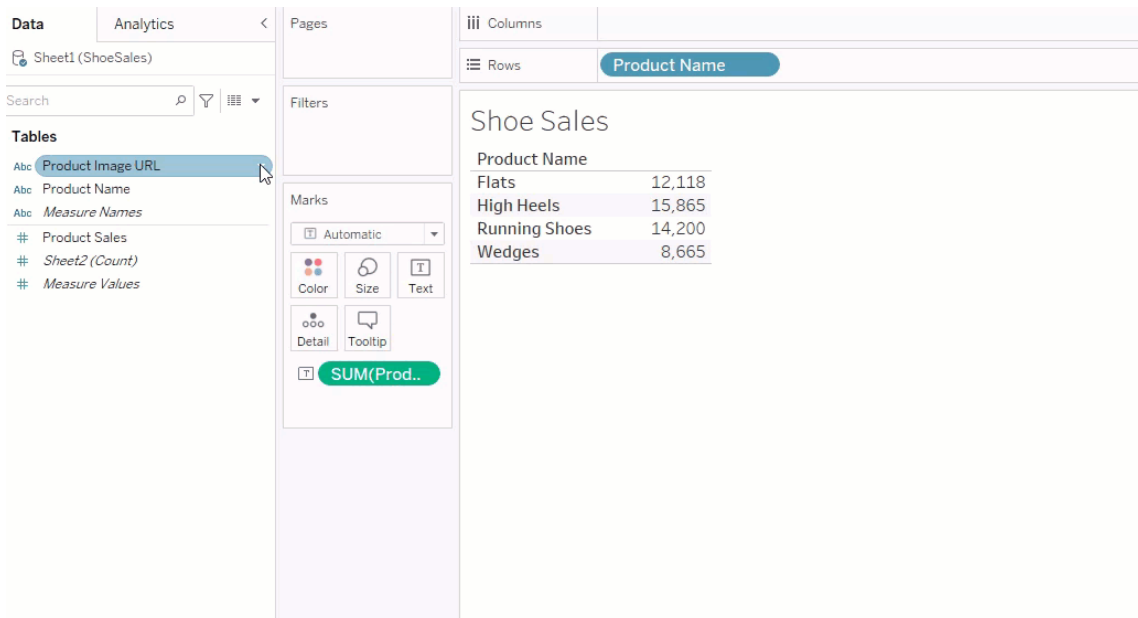 Data
Analytics
Sheet1 (ShoeSales)
Search
Tables
Abc Product Image URL
Abc Product Name
Abc Measure Names
# Product Sales
# Sheet2 (Count)
# Measure Values
Pages
Filters
Marks
T Automatic
Color Size T Text
Detail Tooltip
T SUM(Prod..
iii Columns
Rows Product Name
Shoe Sales
Product Name
Flats 12,118
High Heels 15,865
Running Shoes 14,200
Wedges 8,665